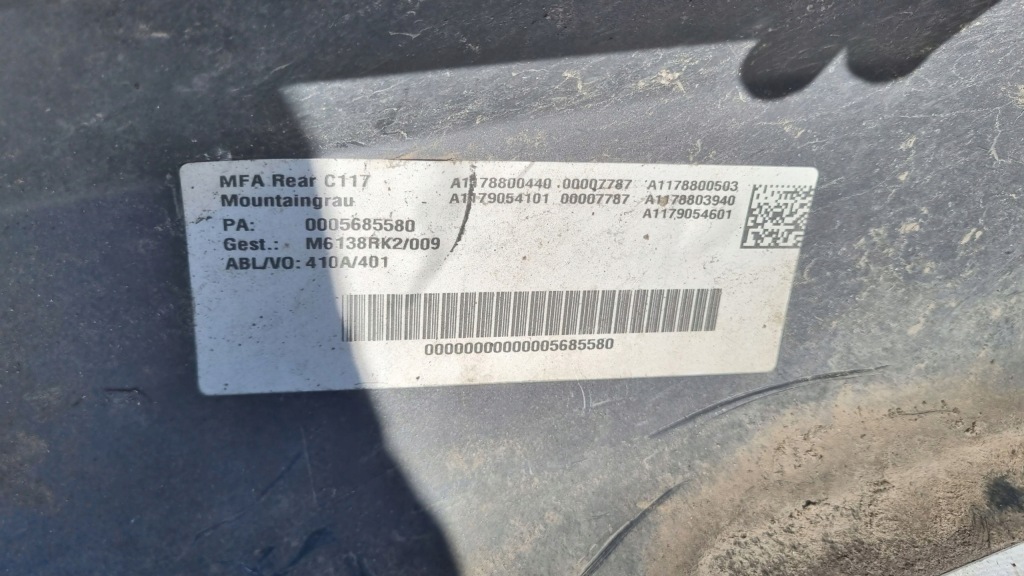 MFA Rear C117 A1178800440 00007787 A1178800503
Mountaingrau A1179054101 00007787 A1178803940
A1179054601
PA: 0005685580
Gest.: M6138RK2/009
ABL/VO: 410A/401
00000000000005685580